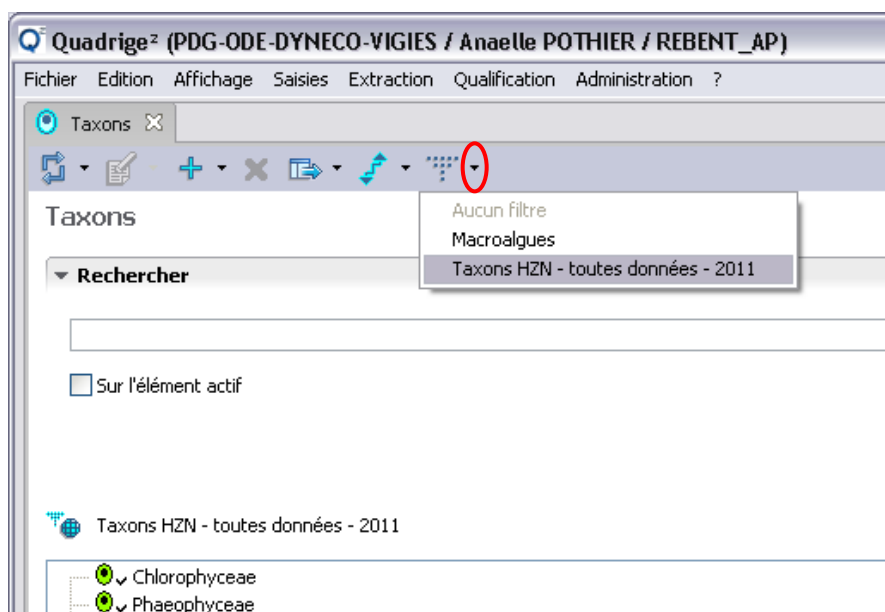 Quadrige² (PDG-ODE-DYNECO-VIGIES / Anaelle POTHIER / REBENT_AP)
Fichier Edition Affichage Saisies Extraction Qualification Administration ?
Taxons
Taxons
Aucun filtre
Macroalgues
Taxons HZN - toutes données - 2011
Rechercher
Sur l'élément actif
Taxons HZN - toutes données - 2011
Chlorophyceae
Phaeophyceae